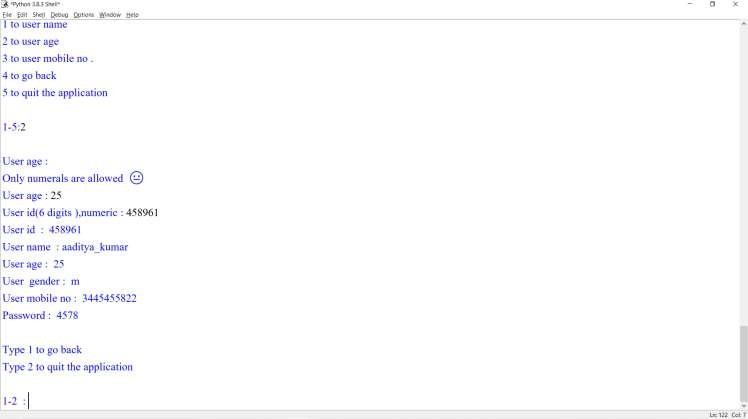 *Python 3.8.3 Shell*
File Edit Shell Debug Options Window Help
1 to user name
2 to user age
3 to user mobile no .
4 to go back
5 to quit the application
1-5:2
User age :
Only numerals are allowed 😐
User age : 25
User id(6 digits ),numeric : 458961
User id : 458961
User name : aaditya_kumar
User age : 25
User gender : m
User mobile no : 3445455822
Password : 4578
Type 1 to go back
Type 2 to quit the application
1-2 :
Ln: 122 Col: 7